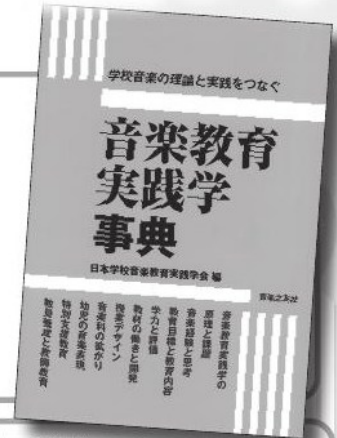 学校音楽の理論と実践をつなぐ
音楽教育
実践学
事典
日本学校音楽教育実践学会 編
音楽之友社
音楽教育実践学の
原理と課題
音楽経験と思考
教育目標と教育内容
学力と評価
教材の働きと開発
授業デザイン
音楽科の拡がり
幼児の音楽表現
特別支援教育
教員養成と教師教育